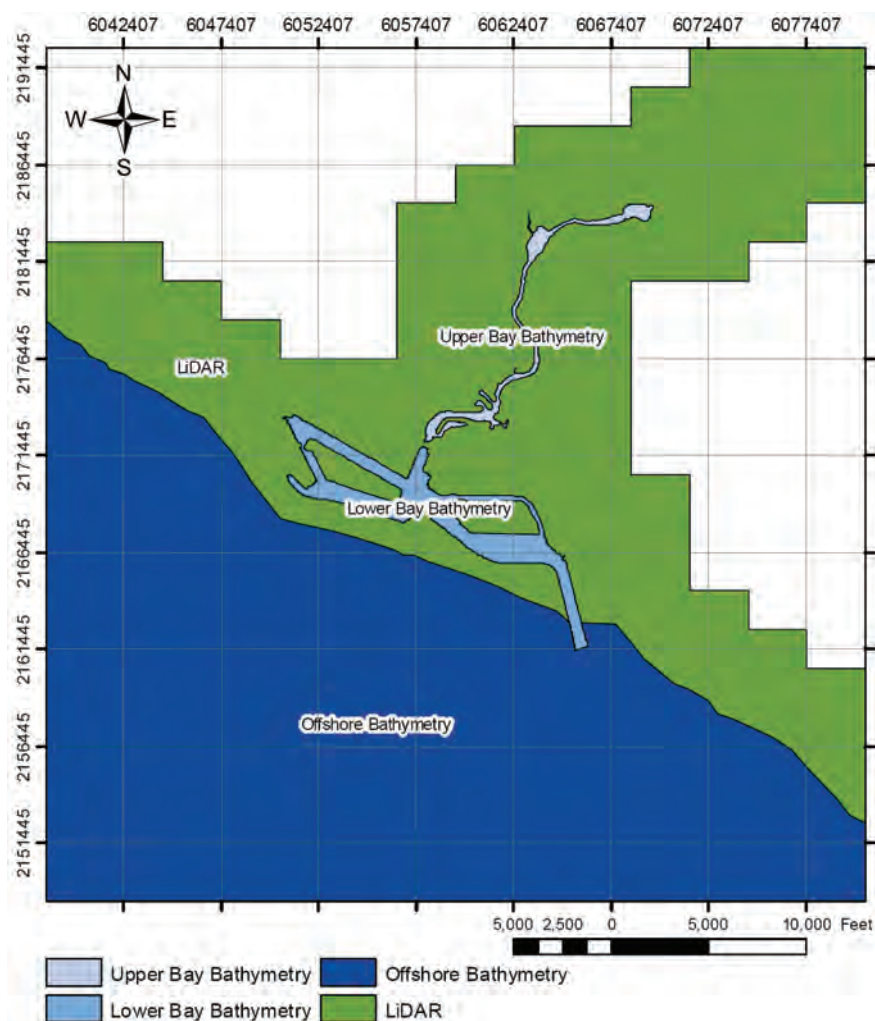 6042407 6047407 6052407 6057407 6062407 6067407 6072407 6077407
2191445
2186445
2181445
2176445
2171445
2166445
2161445
2156445
2151445
N
W E
S
Upper Bay Bathymetry
LiDAR
Lower Bay Bathymetry
Offshore Bathymetry
5,000 2,500 0 5,000 10,000 Feet
Upper Bay Bathymetry Offshore Bathymetry
Lower Bay Bathymetry LiDAR